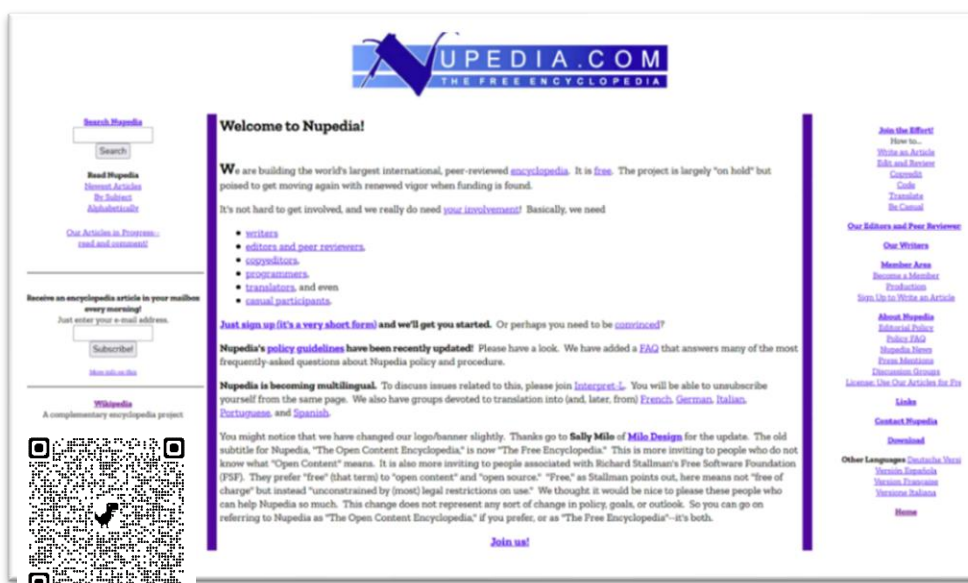 NUPEDIA.COM
THE FREE ENCYCLOPEDIA
Search Nupedia
Search
Read Nupedia
Newest Articles
By Subject
Alphabetically
Our Articles in Progress--
read and comment!
Receive an encyclopedia article in your mailbox
every morning!
Just enter your e-mail address.
Subscribe!
More info on this
Wikipedia
A complementary encyclopedia project
Welcome to Nupedia!
We are building the world's largest international, peer-reviewed encyclopedia. It is free. The project is largely "on hold" but
poised to get moving again with renewed vigor when funding is found.
It's not hard to get involved, and we really do need your involvement! Basically, we need
writers
editors and peer reviewers,
copyeditors,
programmers,
translators, and even
casual participants.
Just sign up (it's a very short form) and we'll get you started. Or perhaps you need to be convinced?
Nupedia's policy guidelines have been recently updated! Please have a look. We have added a FAQ that answers many of the most
frequently-asked questions about Nupedia policy and procedure.
Nupedia is becoming multilingual. To discuss issues related to this, please join Interpret-L. You will be able to unsubscribe
yourself from the same page. We also have groups devoted to translation into (and, later, from) French, German, Italian,
Portuguese, and Spanish.
You might notice that we have changed our logo/banner slightly. Thanks go to Sally Milo of Milo Design for the update. The old
subtitle for Nupedia, "The Open Content Encyclopedia," is now "The Free Encyclopedia." This is more inviting to people who do not
know what "Open Content" means. It is also more inviting to people associated with Richard Stallman's Free Software Foundation
(FSF). They prefer "free" (that term) to "open content" and "open source." "Free," as Stallman points out, here means not "free of
charge" but instead "unconstrained by (most) legal restrictions on use." We thought it would be nice to please these people who
can help Nupedia so much. This change does not represent any sort of change in policy, goals, or outlook. So you can go on
referring to Nupedia as "The Open Content Encyclopedia," if you prefer, or as "The Free Encyclopedia"--it's both.
Join us!
Join the Effort!
How to...
Write an Article
Edit and Review
Copyedit
Code
Translate
Be Casual
Our Editors and Peer Reviewer
Our Writers
Member Area
Become a Member
Production
Sign Up to Write an Article
About Nupedia
Editorial Policy
Policy FAQ
Nupedia News
Press Mentions
Discussion Groups
License: Use Our Articles for Fre
Links
Contact Nupedia
Download
Other Languages Deutsche Versi
Versión Española
Version Française
Versione Italiana
Home